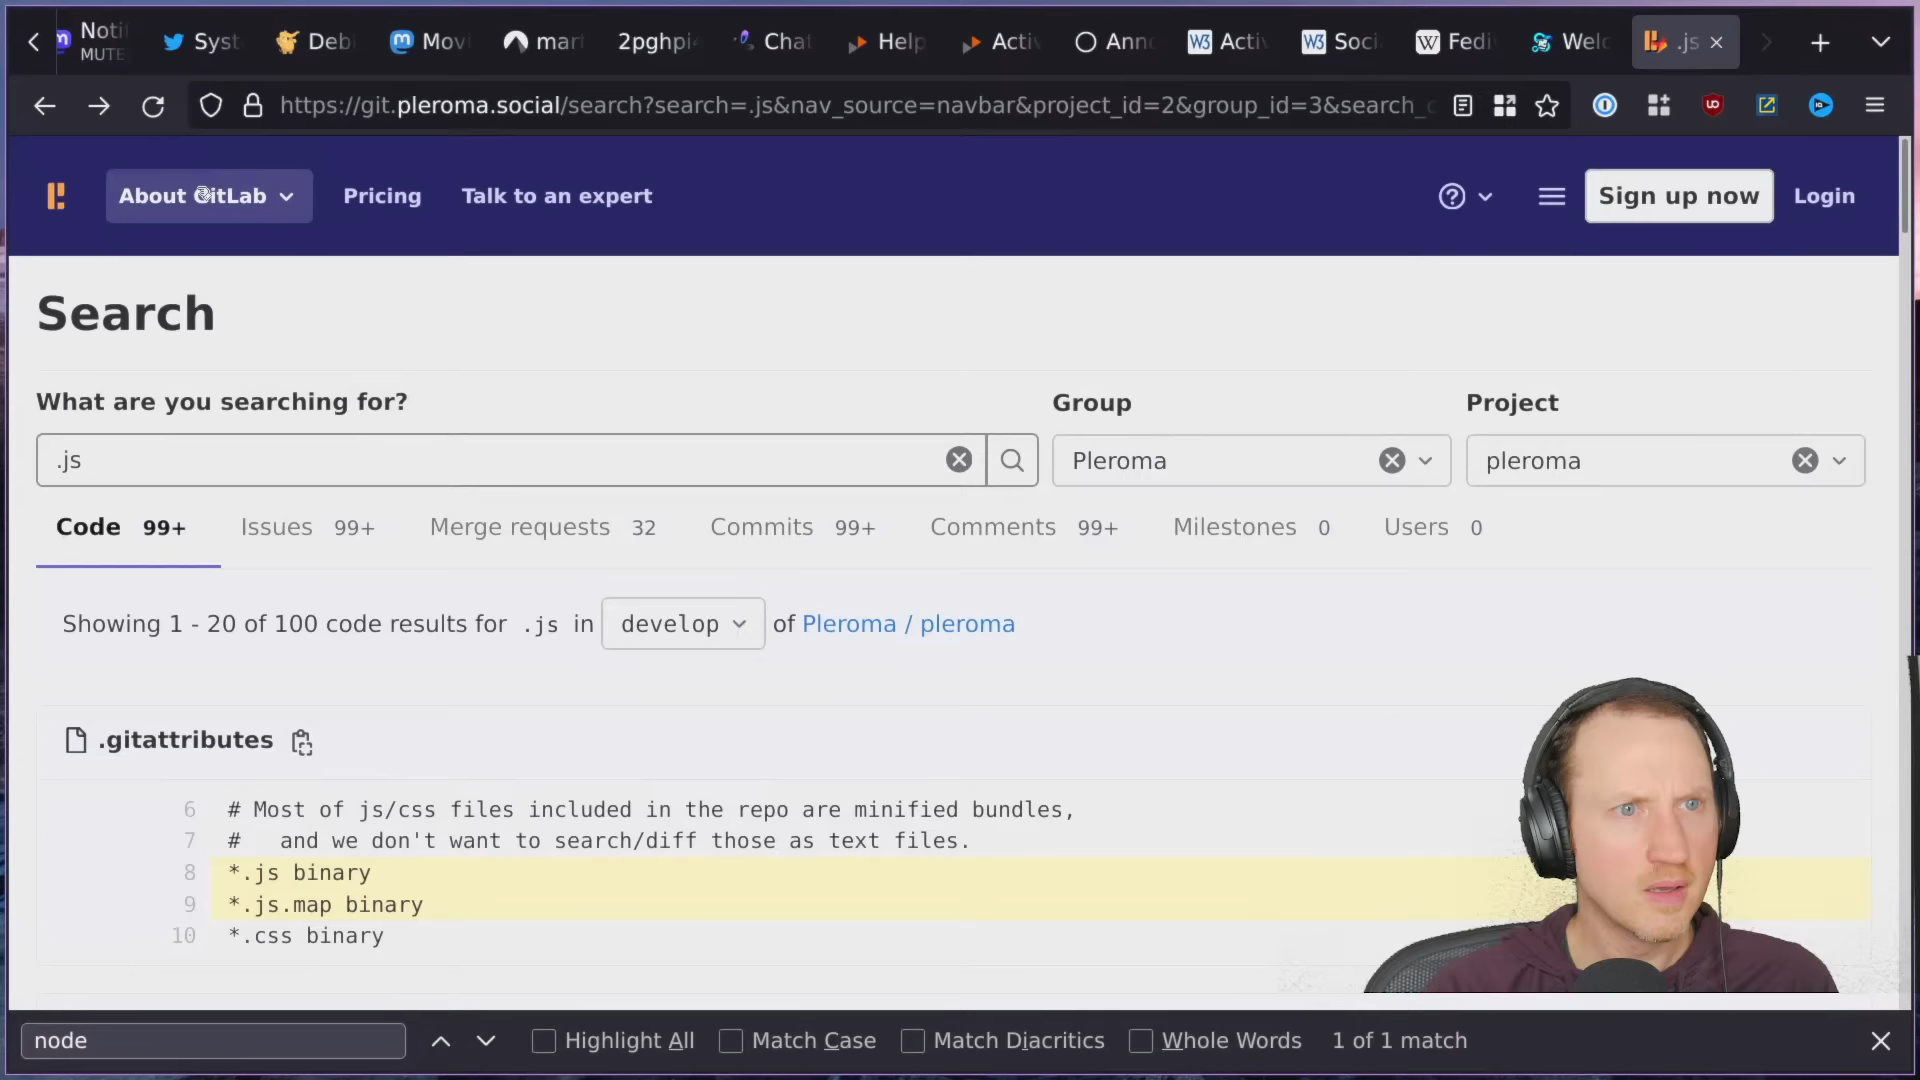 Noti
MUTE
Syst
Deb
Movi
mart
2pghpi
Chat
Help
Activ
Anno
Activ
Soci
Fedi
Welc
.js
https://git.pleroma.social/search?search=.js&nav_source=navbar&project_id=2&group_id=3&search_c
About GitLab
Pricing
Talk to an expert
Sign up now
Login
Search
What are you searching for?
Group
Project
.js
Pleroma
pleroma
Code 99+
Issues 99+
Merge requests 32
Commits 99+
Comments 99+
Milestones 0
Users 0
Showing 1 - 20 of 100 code results for .js in develop of Pleroma / pleroma
.gitattributes
6 # Most of js/css files included in the repo are minified bundles,
7 #   and we don't want to search/diff those as text files.
8 *.js binary
9 *.js.map binary
10 *.css binary
node
Highlight All
Match Case
Match Diacritics
Whole Words
1 of 1 match